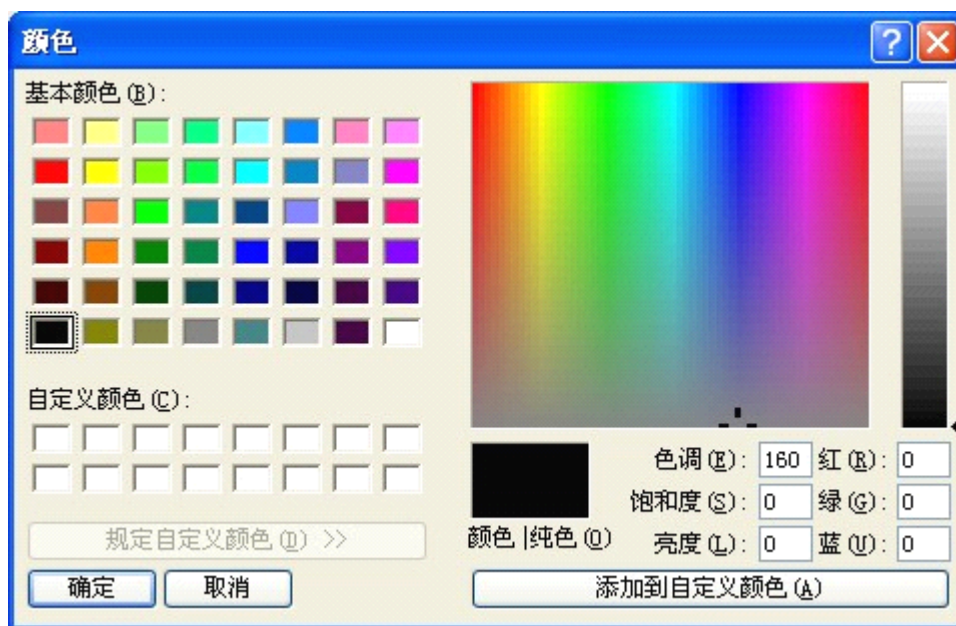 颜色
基本颜色(B):
自定义颜色(C):
规定自定义颜色(D) >>
确定 取消
颜色|纯色(O)
色调(E): 160 红(R): 0
饱和度(S): 0 绿(G): 0
亮度(L): 0 蓝(U): 0
添加到自定义颜色(A)